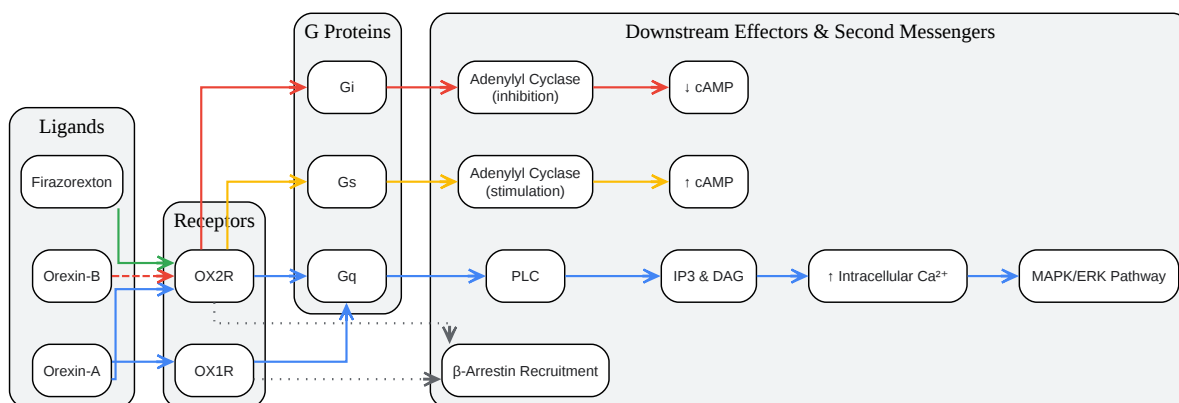 G Proteins
Downstream Effectors & Second Messengers
Gi
Adenylyl Cyclase
(inhibition)
↓ cAMP
Ligands
Firazorexton
Gs
Adenylyl Cyclase
(stimulation)
↑ cAMP
Receptors
Orexin-B
OX2R
Gq
PLC
IP3 & DAG
↑ Intracellular Ca²⁺
MAPK/ERK Pathway
Orexin-A
OX1R
β-Arrestin Recruitment